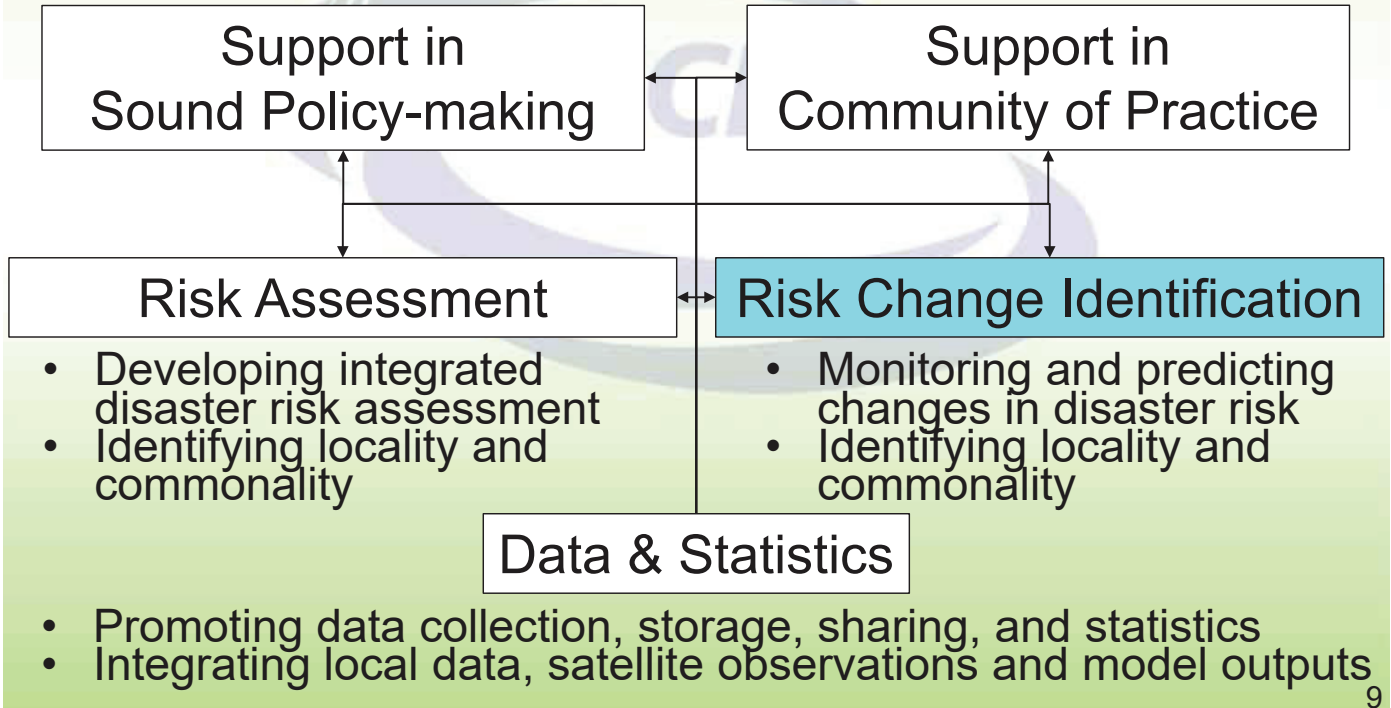 Support in
Sound Policy-making
Support in
Community of Practice
Risk Assessment
Risk Change Identification
• Developing integrated
disaster risk assessment
• Identifying locality and
commonality
• Monitoring and predicting
changes in disaster risk
• Identifying locality and
commonality
Data & Statistics
• Promoting data collection, storage, sharing, and statistics
• Integrating local data, satellite observations and model outputs
9